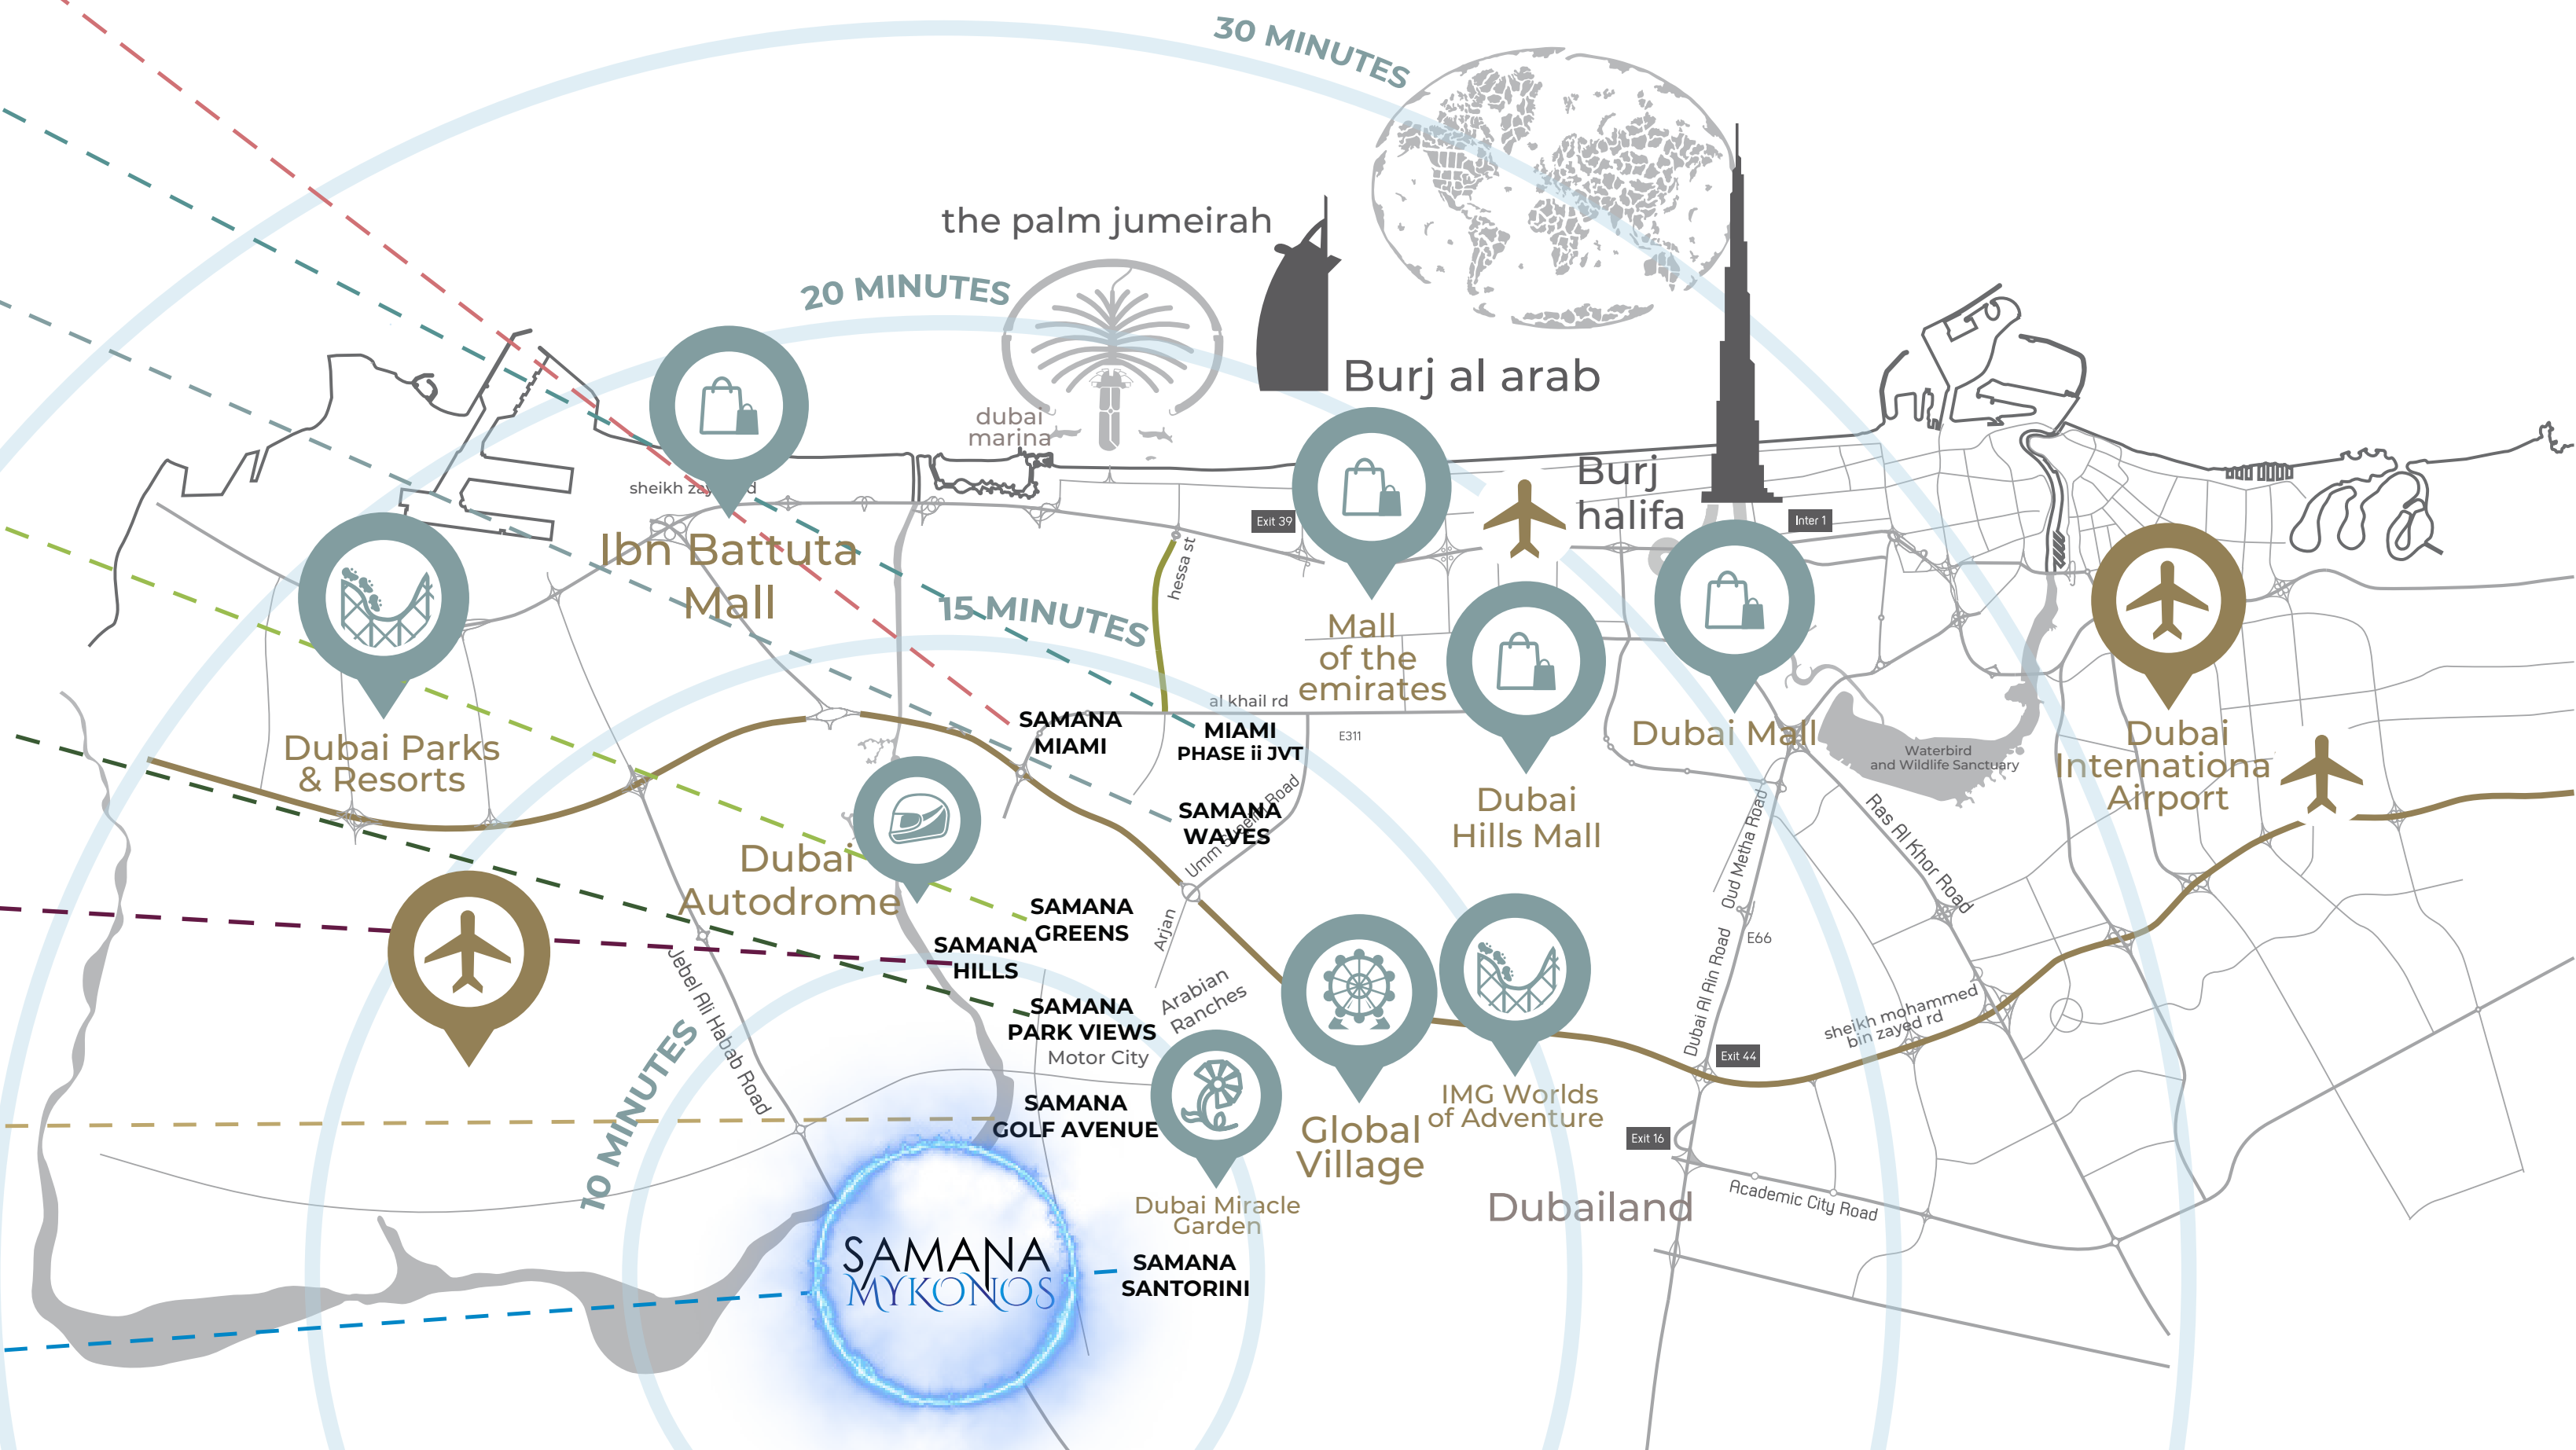 30 MINUTES
the palm jumeirah
20 MINUTES
Burj al arab
dubai
marina
Burj
halifa
sheikh za d
Exit 39
Inter 1
Ibn Battuta
Mall
hessa st
15 MINUTES
Mall
of the
emirates
al khail rd
SAMANA
MIAMI
MIAMI
PHASE ii JVT
E311
Dubai Mall
Waterbird
and Wildlife Sanctuary
Dubai
Internationa
Airport
Dubai Parks
& Resorts
Dubai
Hills Mall
SAMANA
WAVES
Umm Suqeim Road
Oud Metha Road
Ras Al Khor Road
Dubai
Autodrome
SAMANA
GREENS
SAMANA
HILLS
Arjan
E66
Dubai Al Ain Road
Jebel Ali Habab Road
SAMANA
PARK VIEWS
Motor City
Arabian
Ranches
sheikh mohammed
bin zayed rd
Exit 44
10 MINUTES
SAMANA
GOLF AVENUE
IMG Worlds
of Adventure
Global
Village
Exit 16
Dubai Miracle
Garden
Dubailand
Academic City Road
SAMANA
MYKONOS
SAMANA
SANTORINI